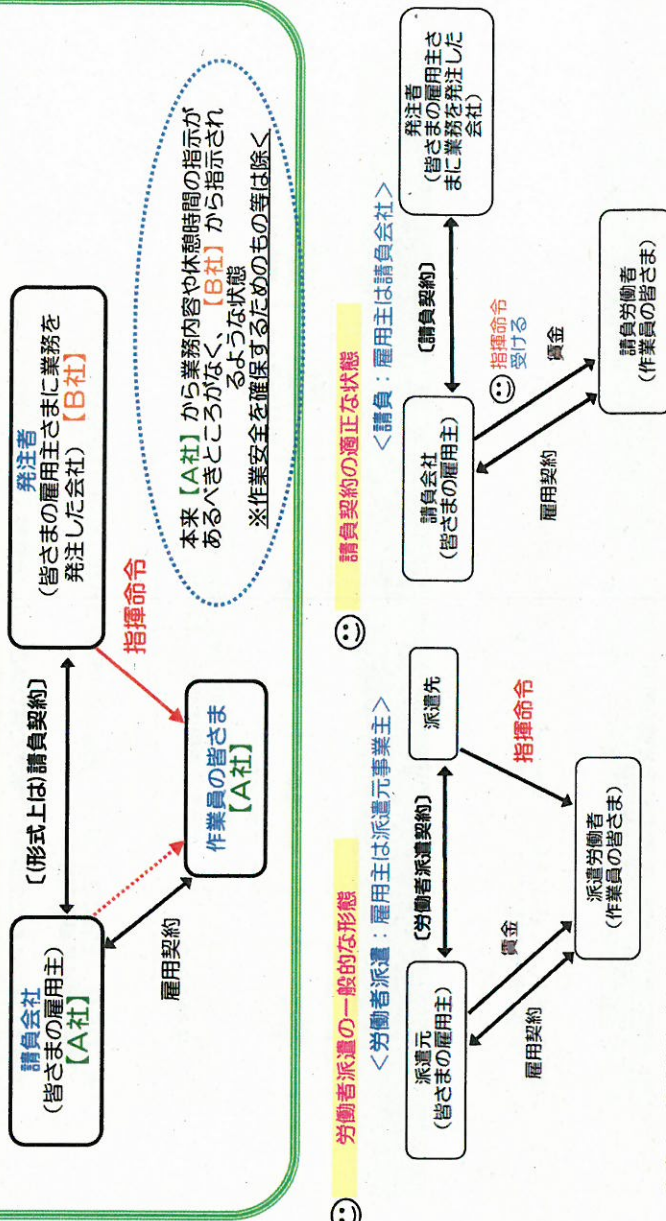 請負会社
(皆さまの雇用主)
【A社】
〔(形式上は)請負契約〕
発注者
(皆さまの雇用主さまに業務を
発注した会社)【B社】
雇用契約
指揮命令
作業員の皆さま
【A社】
本来【A社】から業務内容や休憩時間の指示が
あるべきところがなく、【B社】から指示され
るような状態
※作業安全を確保するためのもの等は除く
労働者派遣の一般的な形態
<労働者派遣:雇用主は派遣元事業主>
派遣元
(皆さまの雇用主)
〔労働者派遣契約〕
派遣先
雇用契約
賃金
指揮命令
派遣労働者
(作業員の皆さま)
請負契約の適正な状態
<請負:雇用主は請負会社>
請負会社
(皆さまの雇用主)
〔請負契約〕
発注者
(皆さまの雇用主さ
まに業務を発注した
会社)
雇用契約
指揮命令
受ける
賃金
請負労働者
(作業員の皆さま)